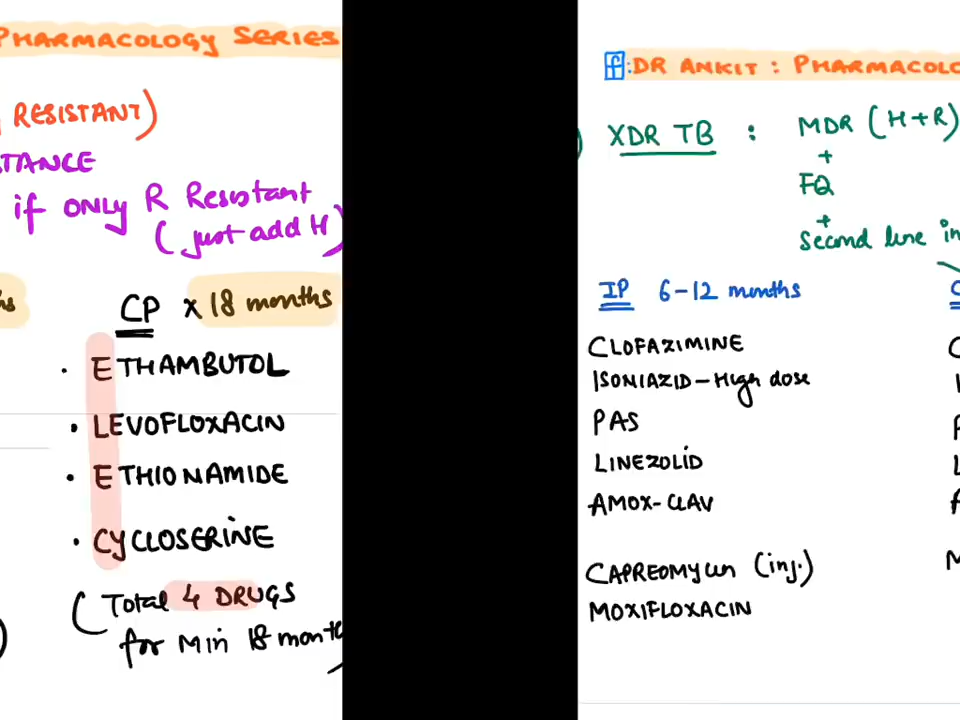 PHARMACOLOGY SERIES
RESISTANT)
STANCE
if ONLY R Resistant
(just add H)
CP x 18 months
• ETHAMBUTOL
• LEVOFLOXACIN
• ETHIONAMIDE
• CYCLOSERINE
(Total 4 DRUGS
for Min 18 month
f:DR ANKIT: PHARMACOLO
XDR TB : MDR (H+R)
+
FQ
+
Second line in
IP 6-12 months
CLOFAZIMINE
ISONIAZID-High dose
PAS
LINEZOLID
AMOX-CLAV
CAPREOMYCIN (inj.)
MOXIFLOXACIN